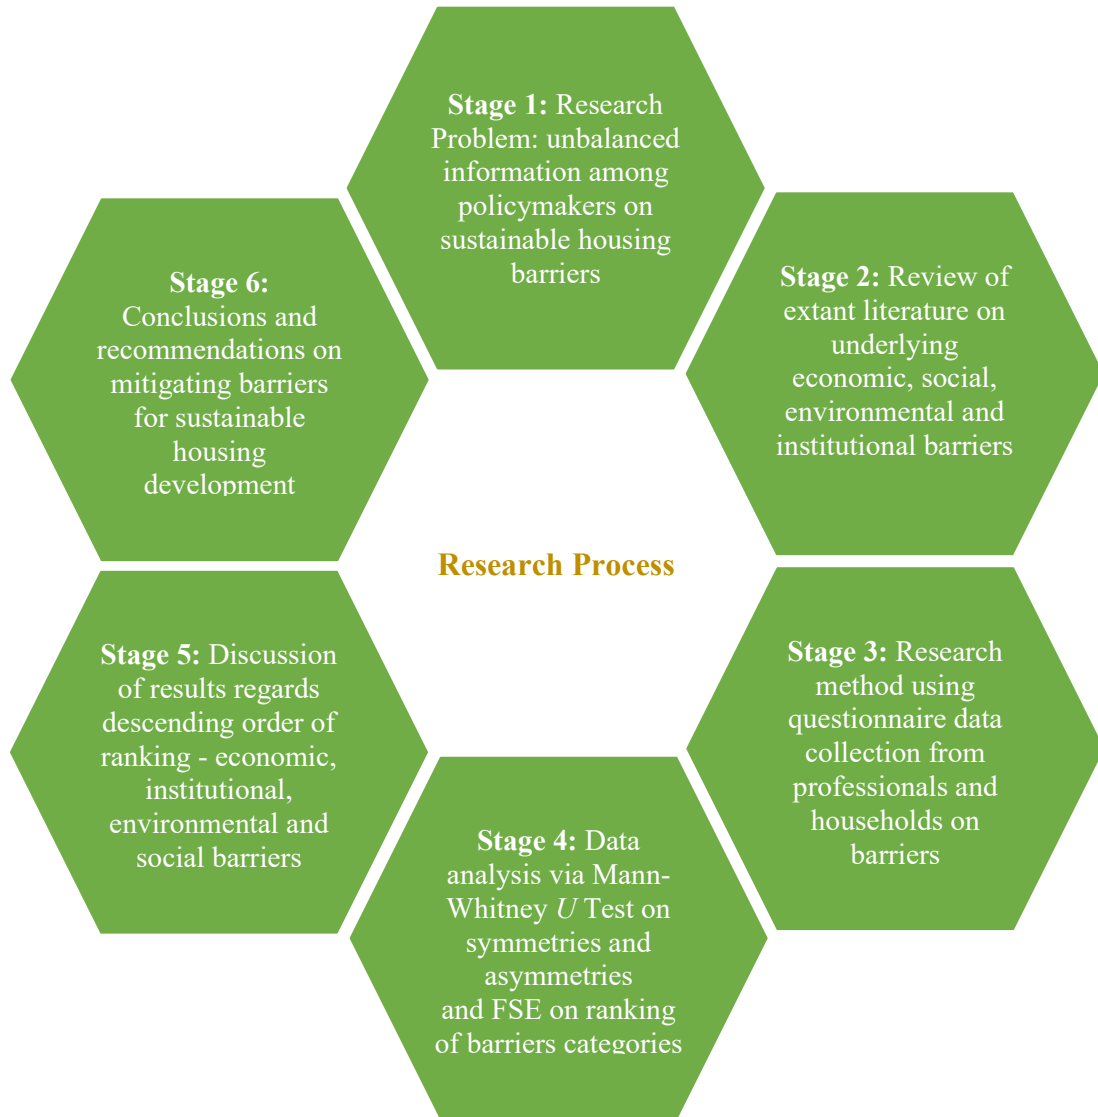 Stage 1: Research
Problem: unbalanced
information among
policymakers on
sustainable housing
barriers
Stage 2: Review of
extant literature on
underlying
economic, social,
environmental and
institutional barriers
Stage 3: Research
method using
questionnaire data
collection from
professionals and
households on
barriers
Stage 4: Data
analysis via Mann-
Whitney U Test on
symmetries and
asymmetries
and FSE on ranking
of barriers categories
Stage 5: Discussion
of results regards
descending order of
ranking - economic,
institutional,
environmental and
social barriers
Stage 6:
Conclusions and
recommendations on
mitigating barriers
for sustainable
housing
development
Research Process